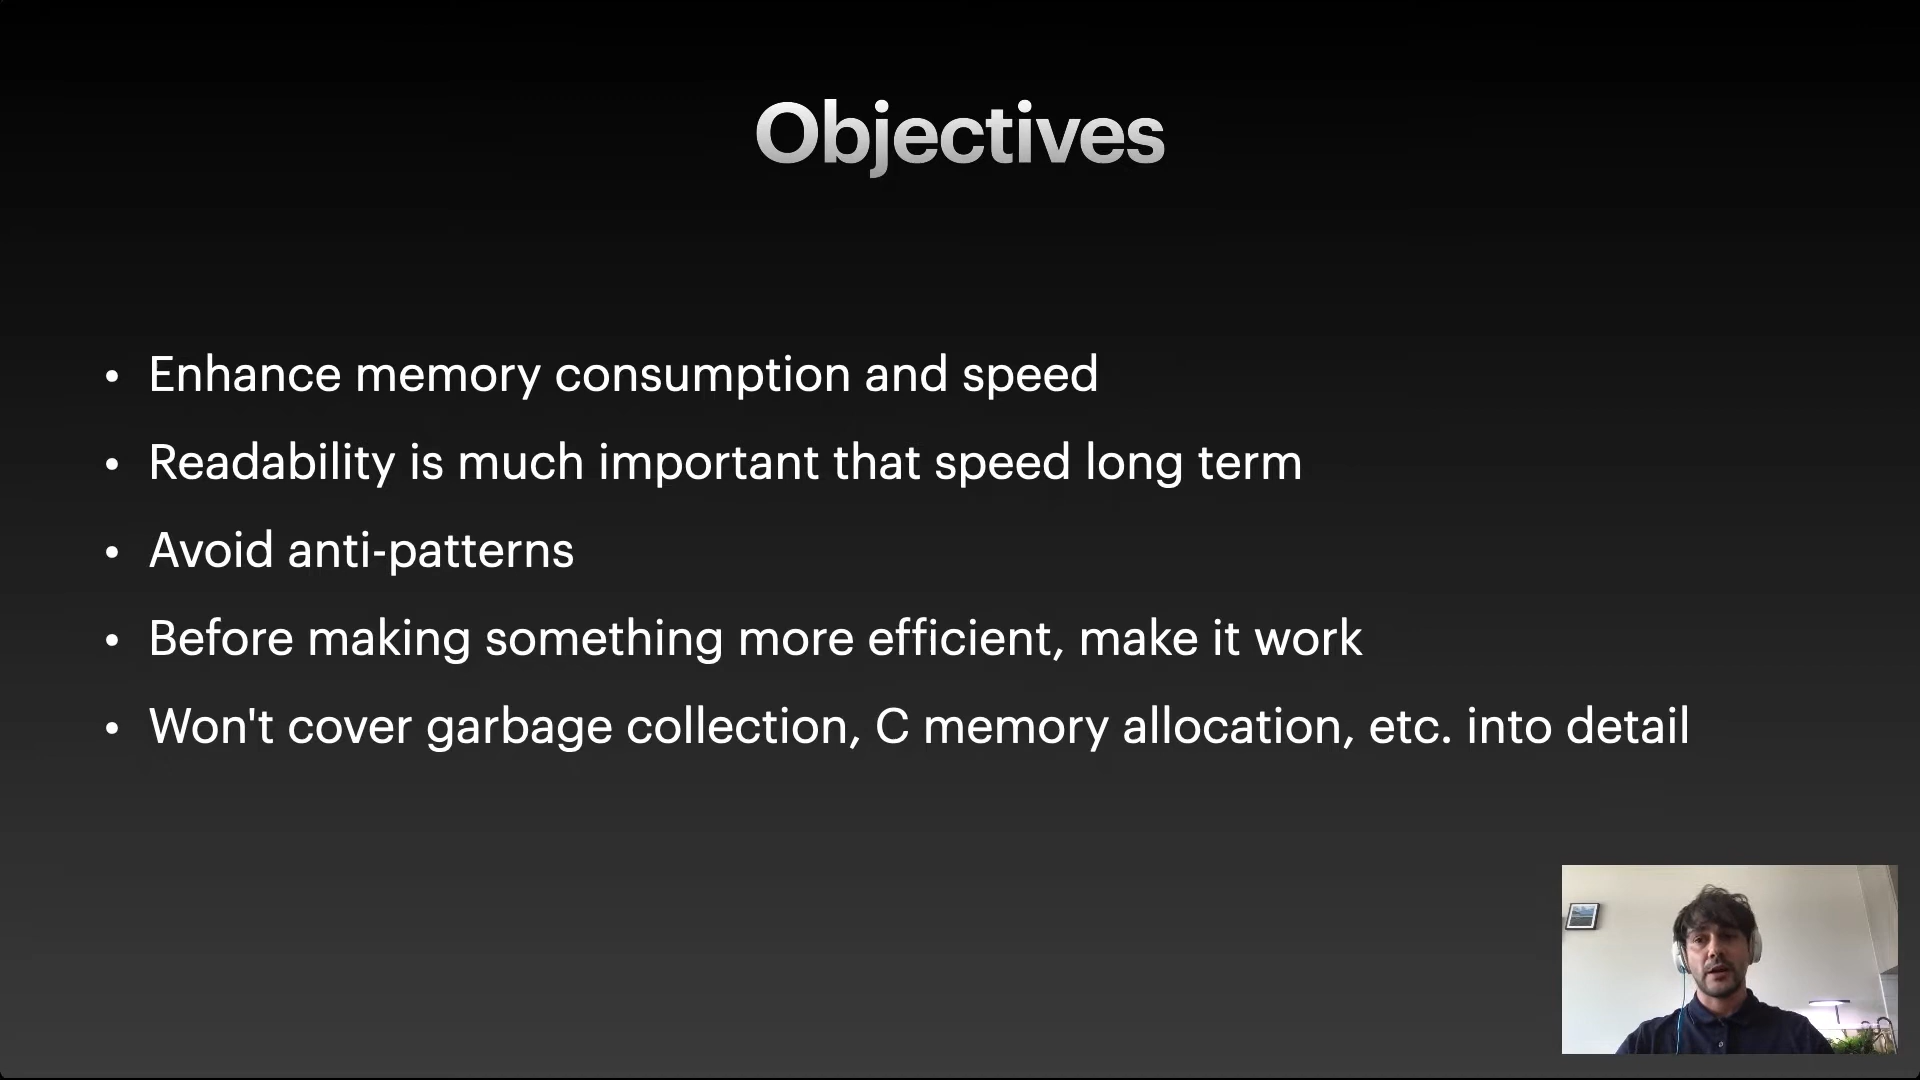 Objectives
• Enhance memory consumption and speed
• Readability is much important that speed long term
• Avoid anti-patterns
• Before making something more efficient, make it work
• Won't cover garbage collection, C memory allocation, etc. into detail